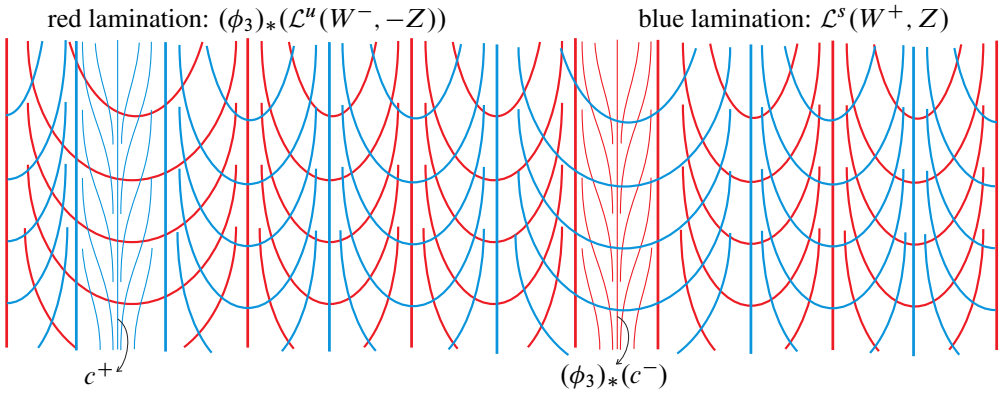 red lamination: (ϕ₃)∗(ℒᵘ(W⁻, −Z))
blue lamination: ℒˢ(W⁺, Z)
c⁺
(ϕ₃)∗(c⁻)